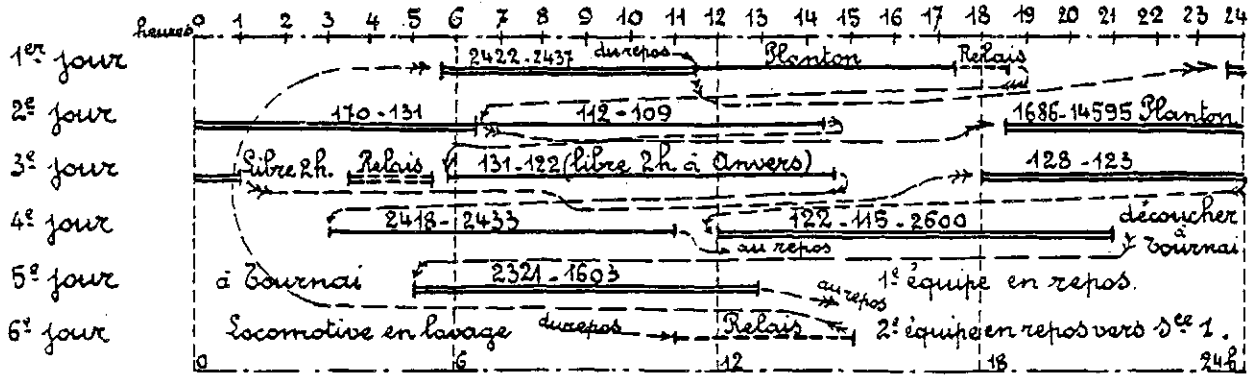 heures 0 1 2 3 4 5 6 7 8 9 10 11 12 13 14 15 16 17 18 19 20 21 22 23 24
1er jour 2422-2437 du repos Planton Relais
2e jour 170-131 112-109 1686-14595 Planton
3e jour Libre 2h. Relais 131-122 (libre 2h à Anvers) 128-123
4e jour 2418-2433 au repos 122-115-2600 découcher à Tournai
5e jour à Tournai 2321-1603 au repos 1e équipe en repos.
6e jour Locomotive en lavage du repos Relais 2e équipe en repos vers sce 1.
0 6 12 18 24h